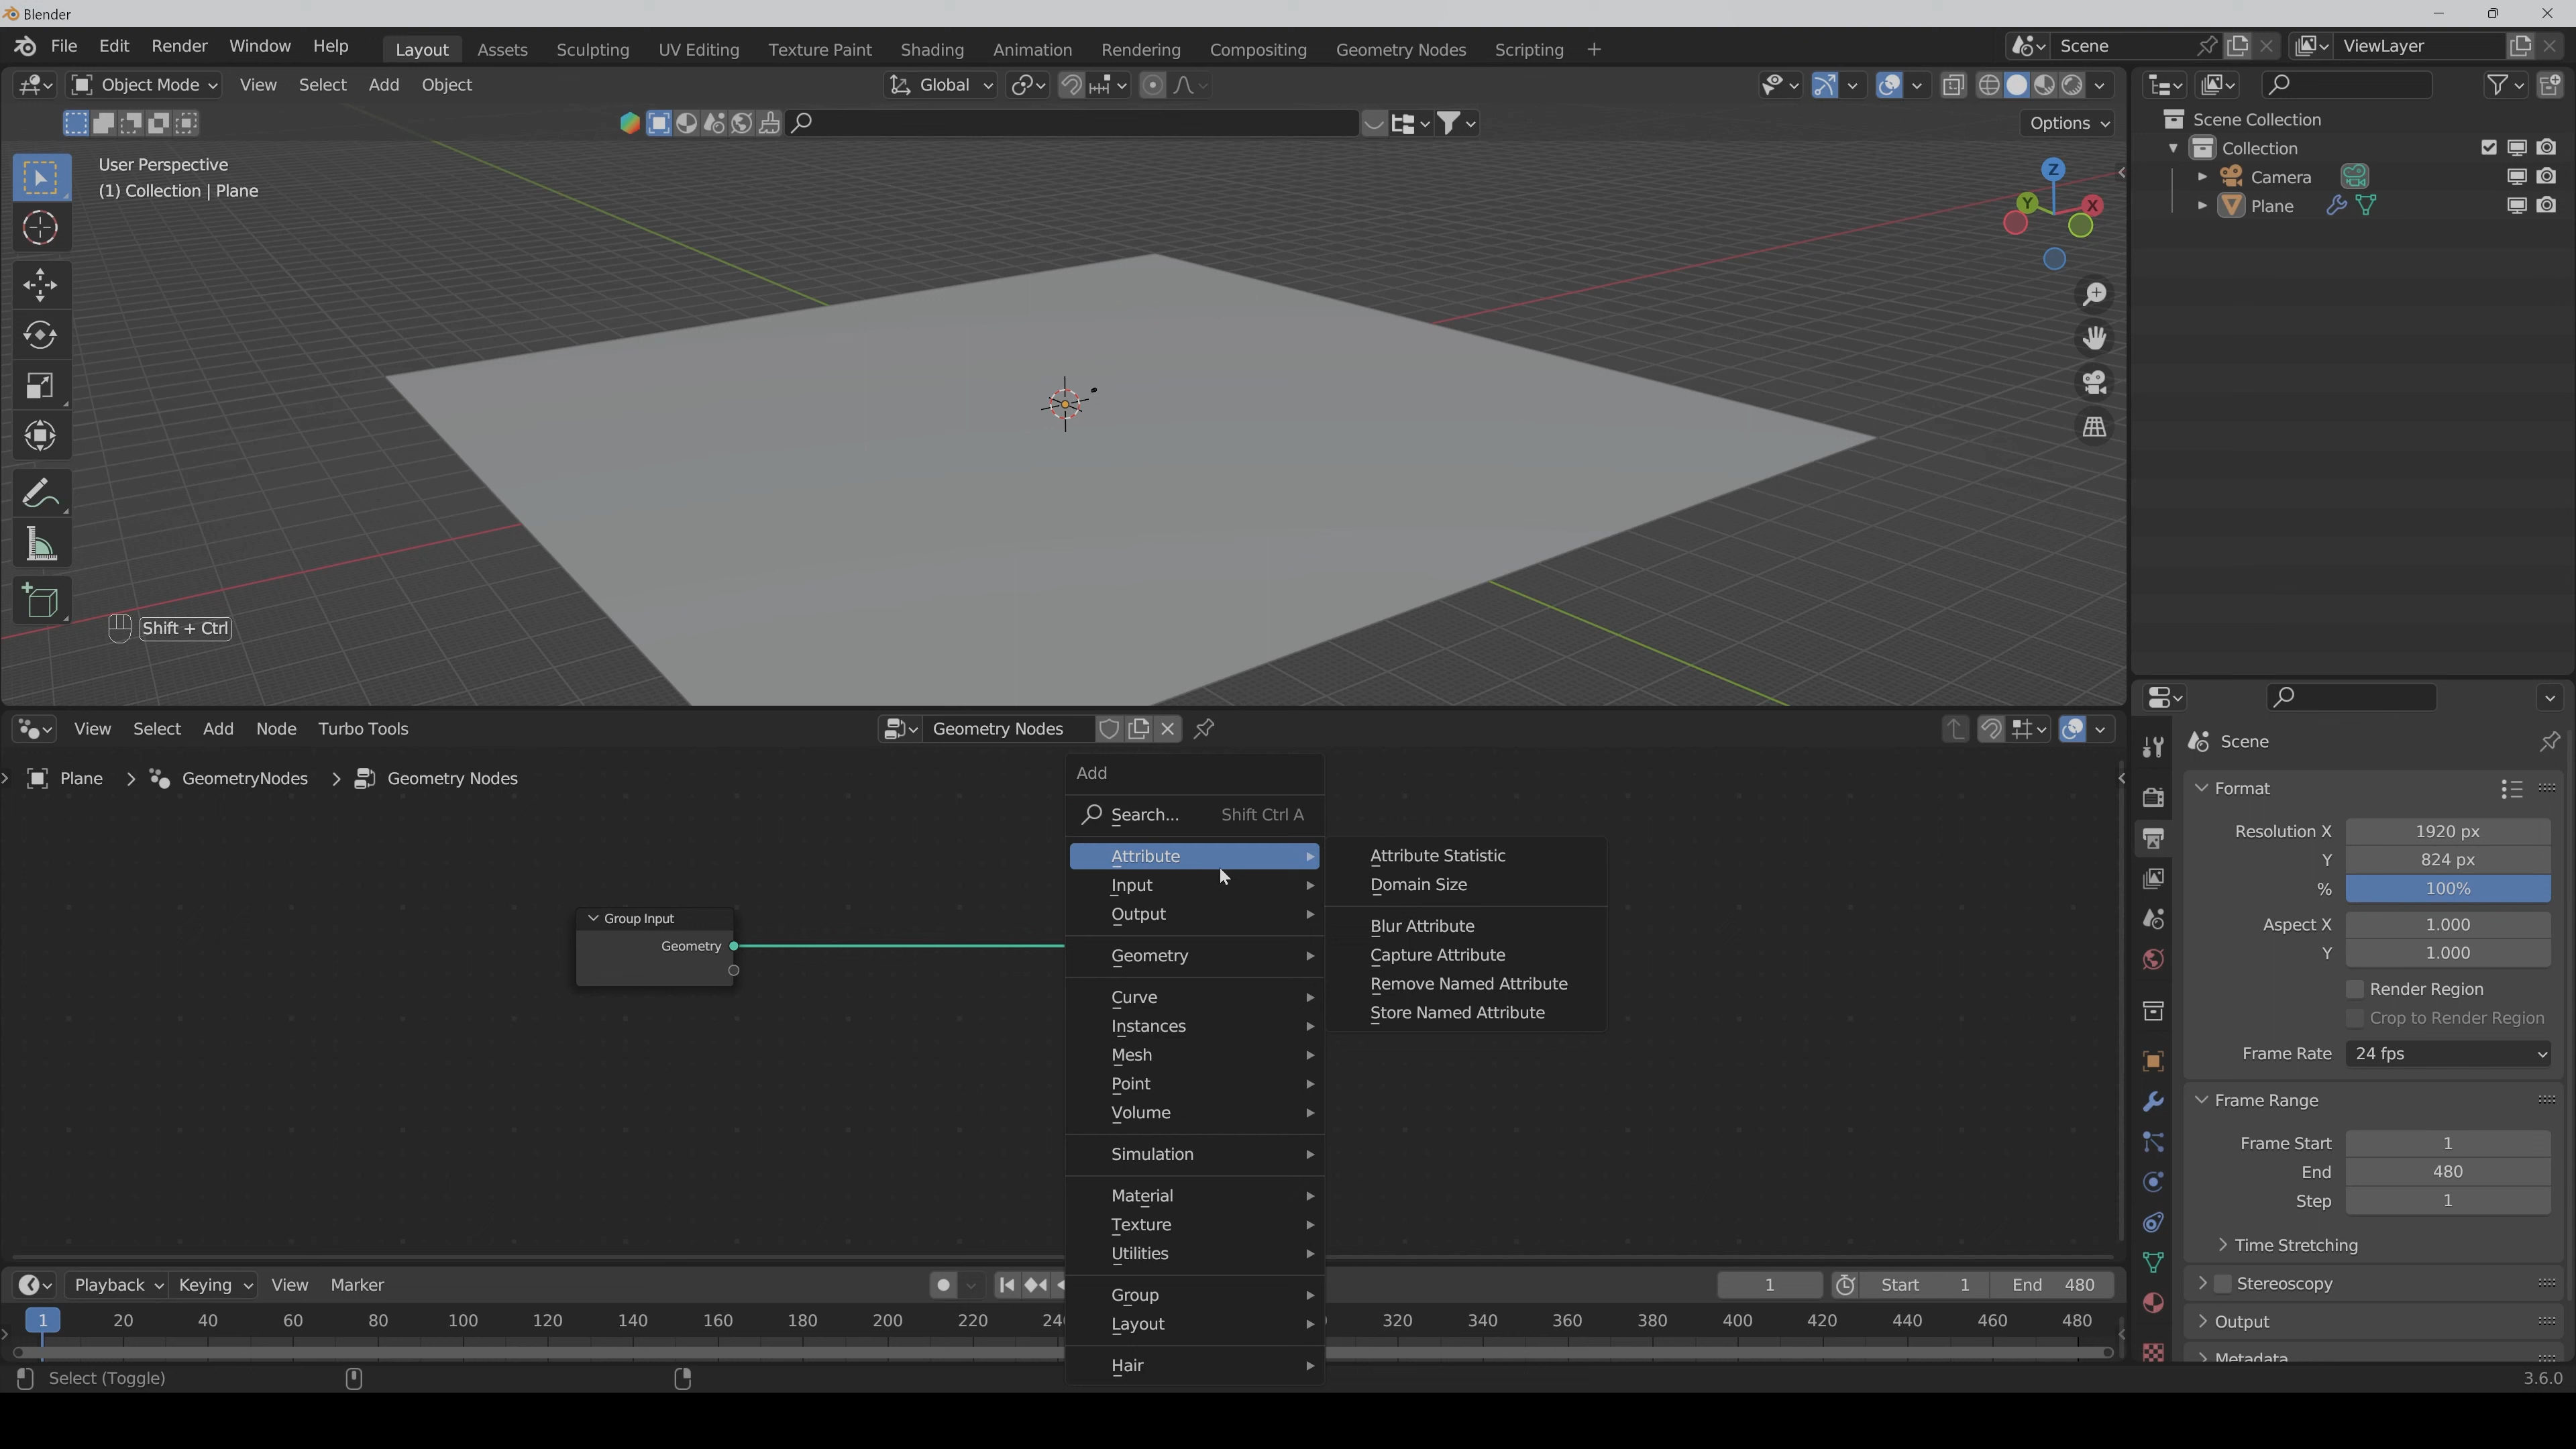 Blender
File Edit Render Window Help Layout Assets Sculpting UV Editing Texture Paint Shading Animation Rendering Compositing Geometry Nodes Scripting + Scene ViewLayer
Object Mode View Select Add Object Global
Options
User Perspective
(1) Collection | Plane
Z
Y
X
Shift + Ctrl
Scene Collection
Collection
Camera
Plane
View Select Add Node Turbo Tools Geometry Nodes
Plane > GeometryNodes > Geometry Nodes
Group Input
Geometry
Add
Search... Shift Ctrl A
Attribute
Input
Output
Geometry
Curve
Instances
Mesh
Point
Volume
Simulation
Material
Texture
Utilities
Group
Layout
Hair
Attribute Statistic
Domain Size
Blur Attribute
Capture Attribute
Remove Named Attribute
Store Named Attribute
Scene
Format
Resolution X 1920 px
Y 824 px
% 100%
Aspect X 1.000
Y 1.000
Render Region
Crop to Render Region
Frame Rate 24 fps
Frame Range
Frame Start 1
End 480
Step 1
Time Stretching
Stereoscopy
Output
Metadata
Playback Keying View Marker 1 Start 1 End 480
1 20 40 60 80 100 120 140 160 180 200 220 320 340 360 380 400 420 440 460 480
Select (Toggle) 3.6.0